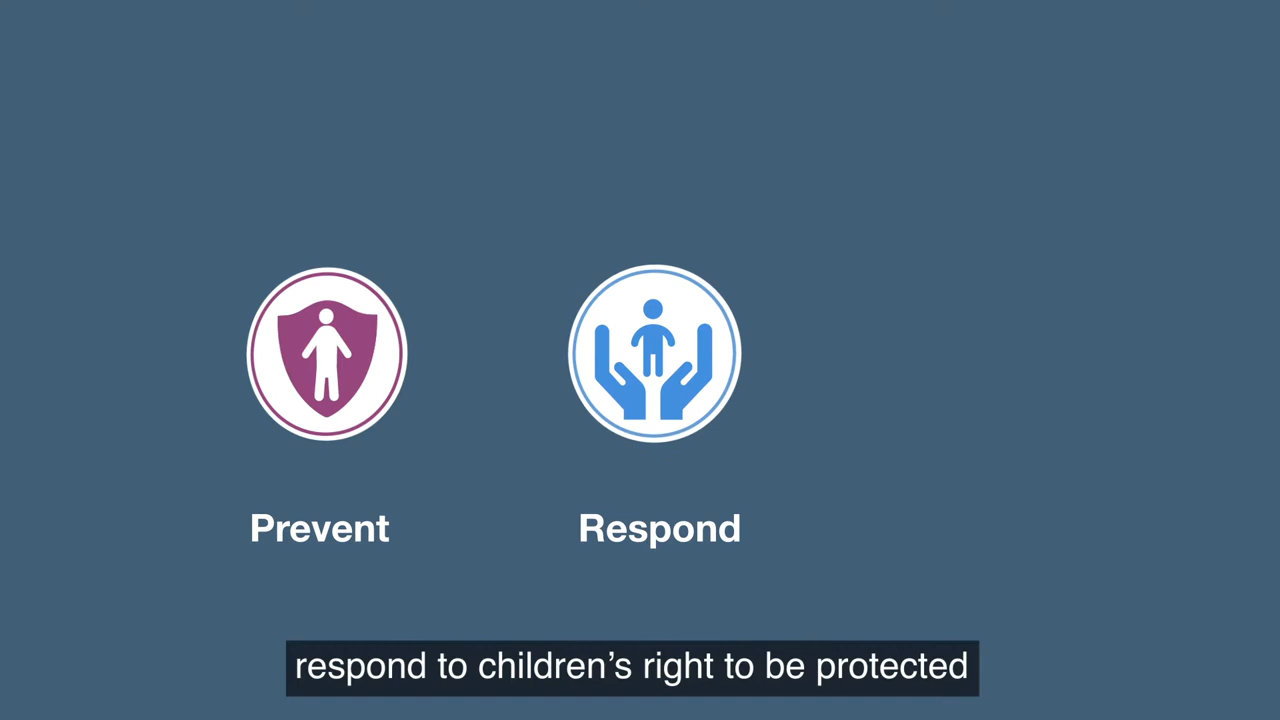 Prevent
Respond
respond to children’s right to be protected